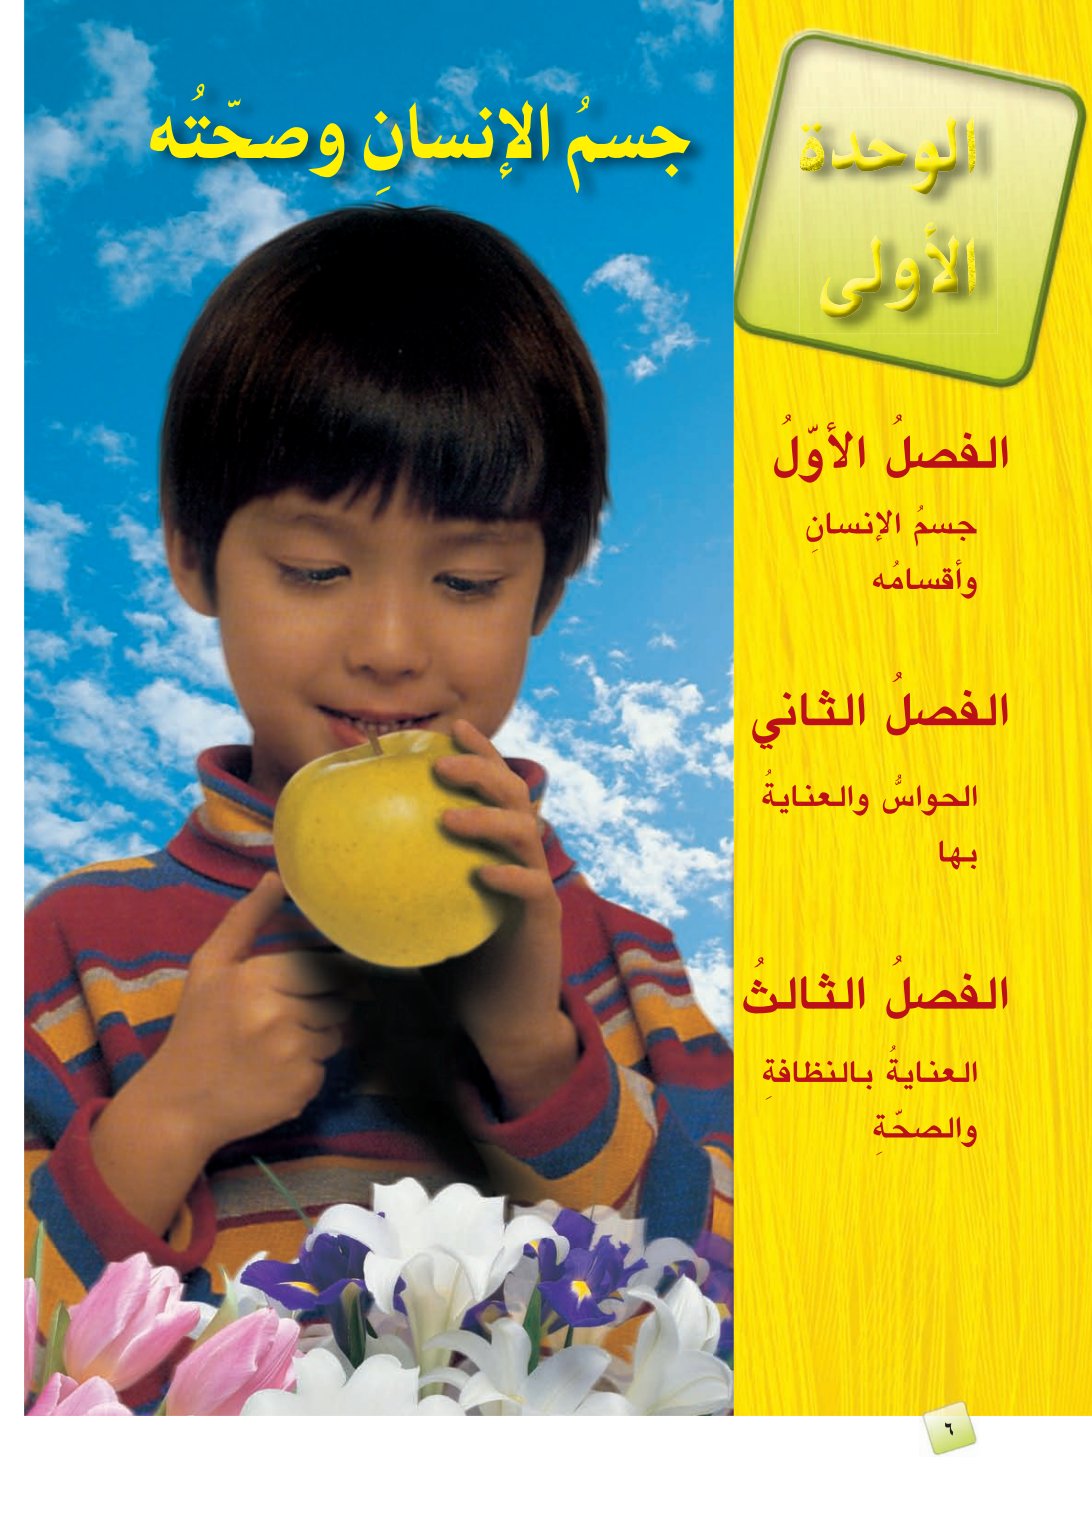 الوحدة
الأولى
جسمُ الإنسانِ وصحّتُه
الفصلُ الأوّلُ
جسمُ الإنسانِ
وأقسامُه
الفصلُ الثاني
الحواسُّ والعنايةُ
بها
الفصلُ الثالثُ
العنايةُ بالنظافةِ
والصحّةِ
٦